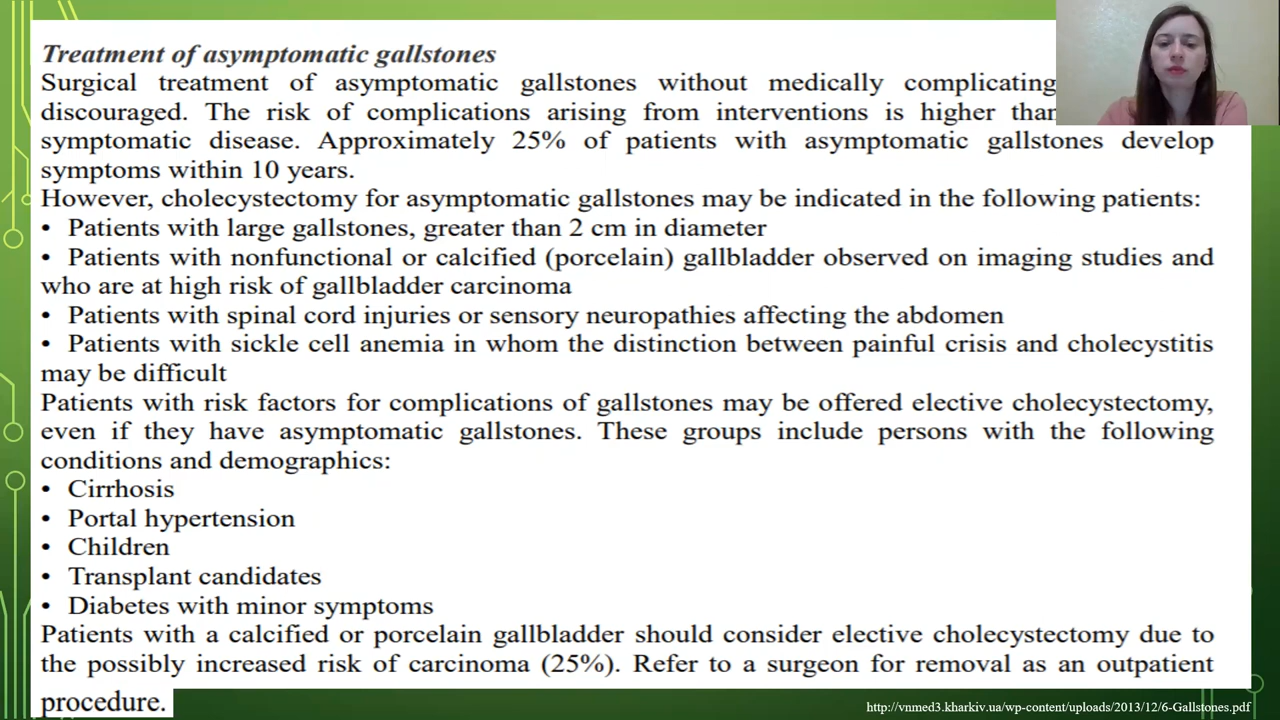 Treatment of asymptomatic gallstones
Surgical treatment of asymptomatic gallstones without medically complicating
discouraged. The risk of complications arising from interventions is higher than
symptomatic disease. Approximately 25% of patients with asymptomatic gallstones develop
symptoms within 10 years.
However, cholecystectomy for asymptomatic gallstones may be indicated in the following patients:
• Patients with large gallstones, greater than 2 cm in diameter
• Patients with nonfunctional or calcified (porcelain) gallbladder observed on imaging studies and
who are at high risk of gallbladder carcinoma
• Patients with spinal cord injuries or sensory neuropathies affecting the abdomen
• Patients with sickle cell anemia in whom the distinction between painful crisis and cholecystitis
may be difficult
Patients with risk factors for complications of gallstones may be offered elective cholecystectomy,
even if they have asymptomatic gallstones. These groups include persons with the following
conditions and demographics:
• Cirrhosis
• Portal hypertension
• Children
• Transplant candidates
• Diabetes with minor symptoms
Patients with a calcified or porcelain gallbladder should consider elective cholecystectomy due to
the possibly increased risk of carcinoma (25%). Refer to a surgeon for removal as an outpatient
procedure.
http://vnmed3.kharkiv.ua/wp-content/uploads/2013/12/6-Gallstones.pdf